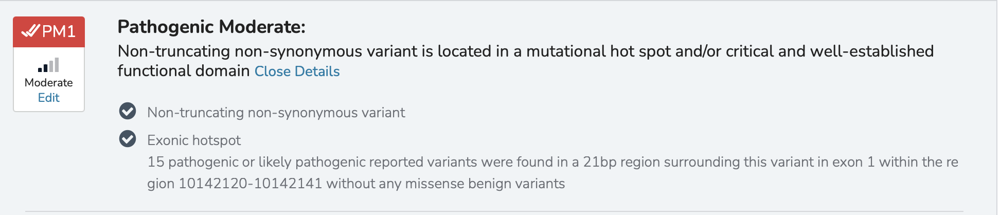 PM1
Moderate
Edit
Pathogenic Moderate:
Non-truncating non-synonymous variant is located in a mutational hot spot and/or critical and well-established
functional domain Close Details
Non-truncating non-synonymous variant
Exonic hotspot
15 pathogenic or likely pathogenic reported variants were found in a 21bp region surrounding this variant in exon 1 within the re
gion 10142120-10142141 without any missense benign variants